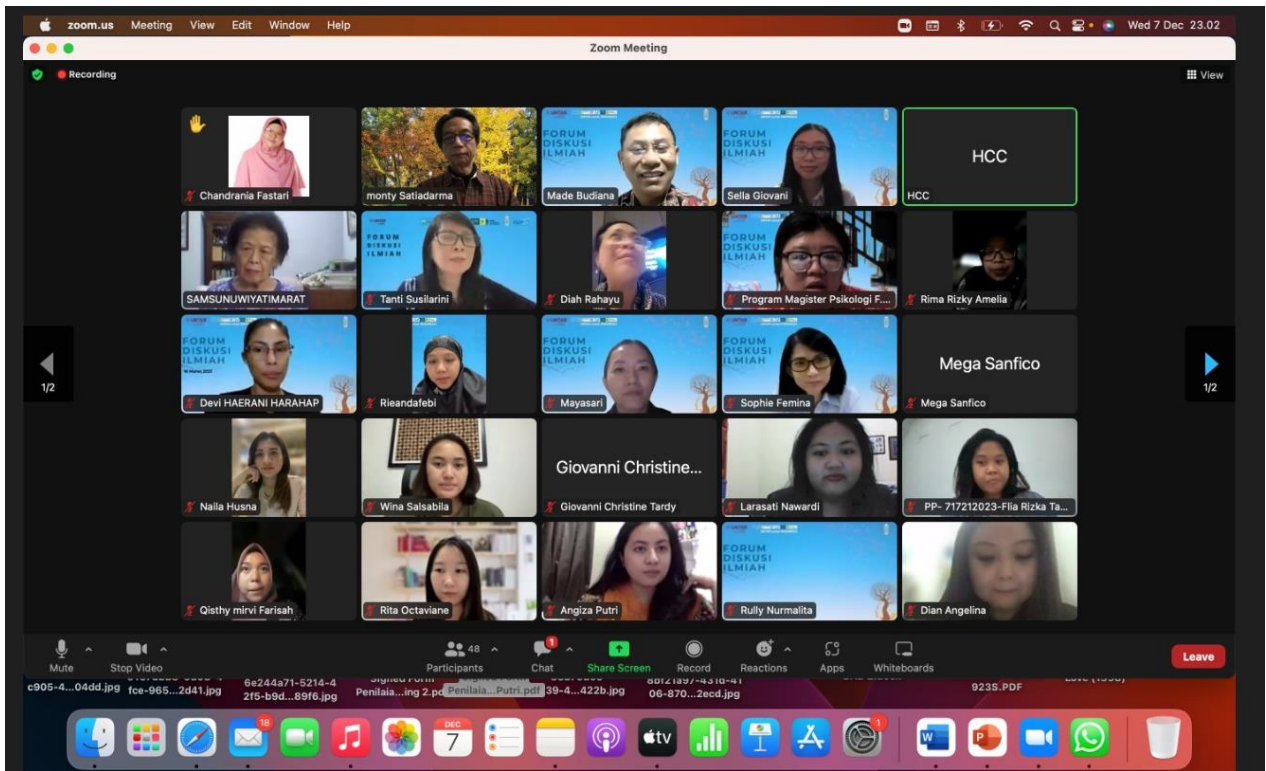 zoom.us Meeting View Edit Window Help
Wed 7 Dec 23.02
Zoom Meeting
Recording
View
Chandrania Fastari
monty Satiadarma
FORUM
DISKUSI
ILMIAH
Made Budiana
FORUM
DISKUSI
ILMIAH
Sella Giovani
HCC
HCC
SAMSUNUWIYATIMARAT
FORUM
DISKUSI
ILMIAH
Tanti Susilarini
Diah Rahayu
FORUM
DISKUSI
ILMIAH
Program Magister Psikologi F....
Rima Rizky Amelia
1/2
FORUM
DISKUSI
ILMIAH
Devi HAERANI HARAHAP
Rieandafebi
FORUM
DISKUSI
ILMIAH
Mayasari
FORUM
DISKUSI
ILMIAH
Sophie Femina
Mega Sanfico
Mega Sanfico
1/2
Naila Husna
Wina Salsabila
Giovanni Christine...
Giovanni Christine Tardy
Larasati Nawardi
PP- 717212023-Flia Rizka Ta...
Qisthy mirvi Farisah
Rita Octaviane
Angiza Putri
FORUM
DISKUSI
ILMIAH
Rully Nurmalita
Dian Angelina
Mute
Stop Video
48
Participants
1
Chat
Share Screen
Record
Reactions
Apps
Whiteboards
Leave
c905-4...04dd.jpg
fce-965...2d41.jpg
6e244a71-5214-4
2f5-b9d...89f6.jpg
Penilaia...ing 2.pd
Penilaia...Putri.pdf
39-4...422b.jpg
06-870...2ecd.jpg
923S.PDF
18
DEC
7
tv
1
W
P